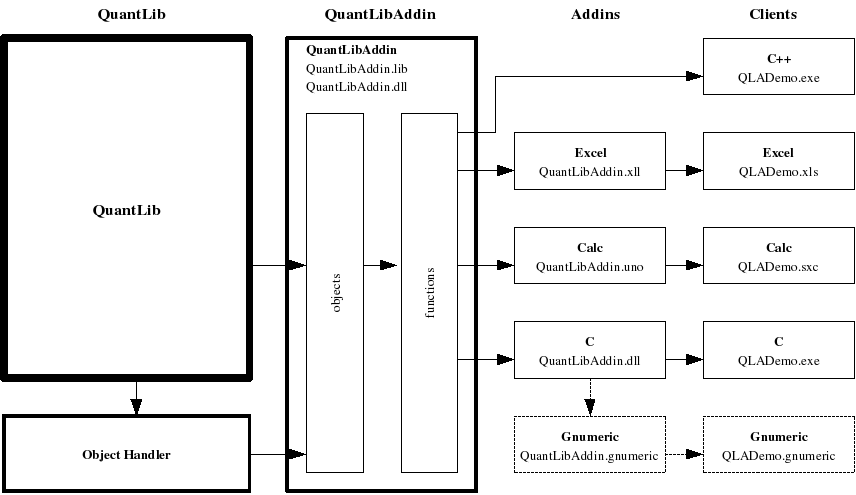 QuantLib
QuantLibAddin
Addins
Clients
QuantLib
Object Handler
QuantLibAddin
QuantLibAddin.lib
QuantLibAddin.dll
objects
functions
C++
QLADemo.exe
Excel
QuantLibAddin.xll
Excel
QLADemo.xls
Calc
QuantLibAddin.uno
Calc
QLADemo.sxc
C
QuantLibAddin.dll
C
QLADemo.exe
Gnumeric
QuantLibAddin.gnumeric
Gnumeric
QLADemo.gnumeric